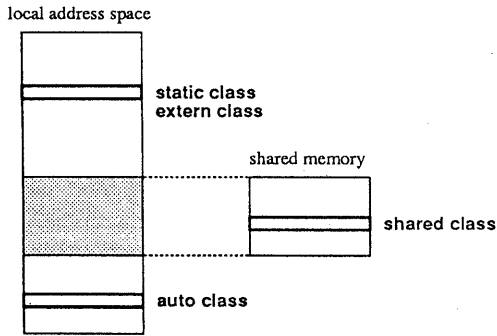 local address space
static class
extern class
shared memory
shared class
auto class